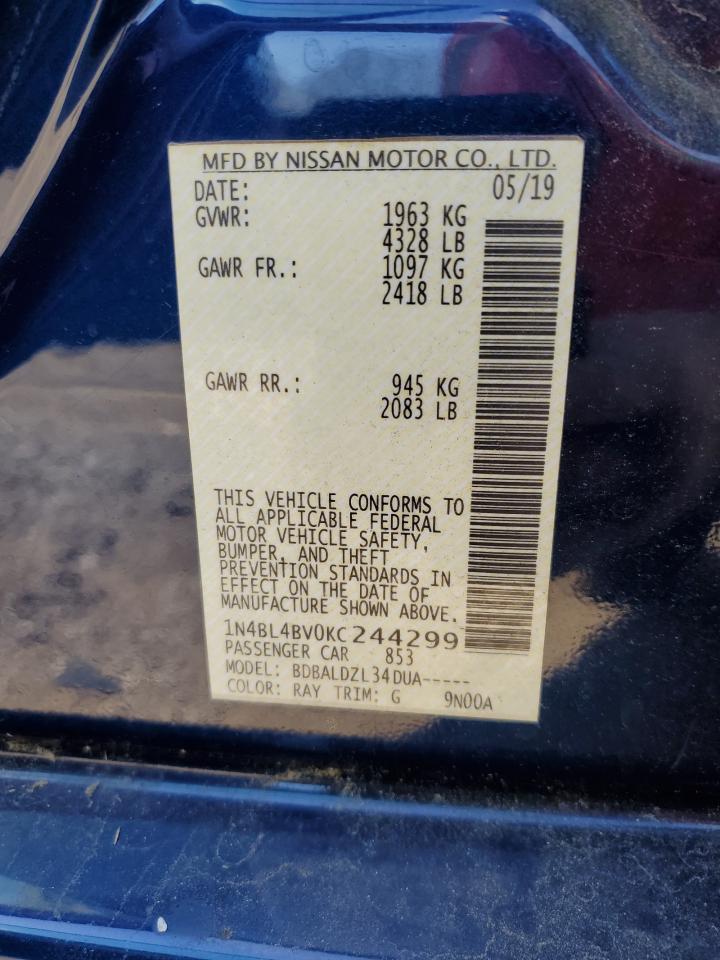 MFD BY NISSAN MOTOR CO., LTD.
DATE: 05/19
GVWR: 1963 KG
4328 LB
GAWR FR.: 1097 KG
2418 LB
GAWR RR.: 945 KG
2083 LB
THIS VEHICLE CONFORMS TO
ALL APPLICABLE FEDERAL
MOTOR VEHICLE SAFETY,
BUMPER, AND THEFT
PREVENTION STANDARDS IN
EFFECT ON THE DATE OF
MANUFACTURE SHOWN ABOVE.
1N4BL4BV0KC244299
PASSENGER CAR 853
MODEL: BDBALDZL34DUA-----
COLOR: RAY TRIM: G 9N00A